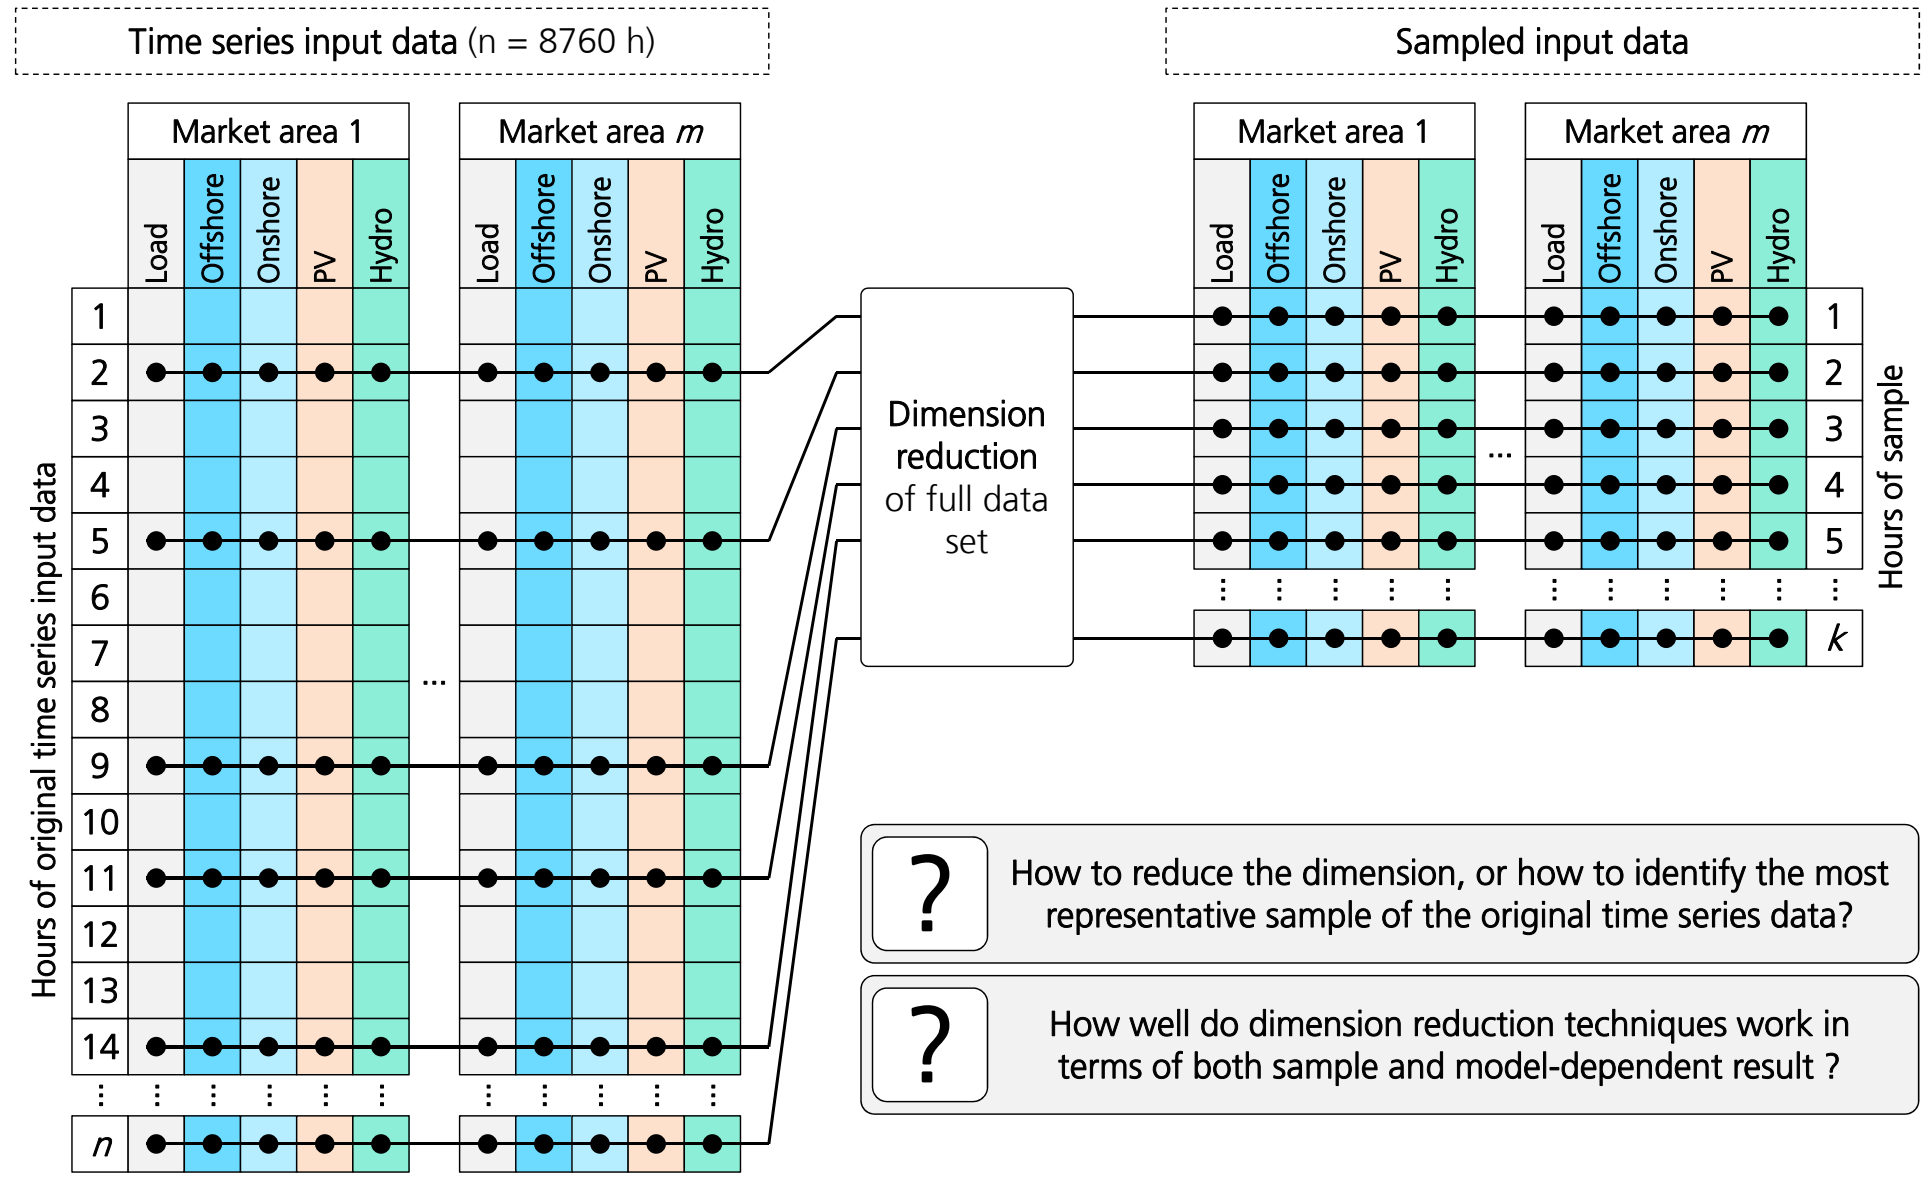 Time series input data (n = 8760 h)
Sampled input data
Market area 1
Market area m
Market area 1
Market area m
Load
Offshore
Onshore
PV
Hydro
Load
Offshore
Onshore
PV
Hydro
Load
Offshore
Onshore
PV
Hydro
Load
Offshore
Onshore
PV
Hydro
Hours of original time series input data
1
2
3
4
5
6
7
8
9
10
11
12
13
14
...
n
...
Dimension
reduction
of full data
set
...
1
2
3
4
5
...
k
Hours of sample
?
How to reduce the dimension, or how to identify the most
representative sample of the original time series data?
?
How well do dimension reduction techniques work in
terms of both sample and model-dependent result ?